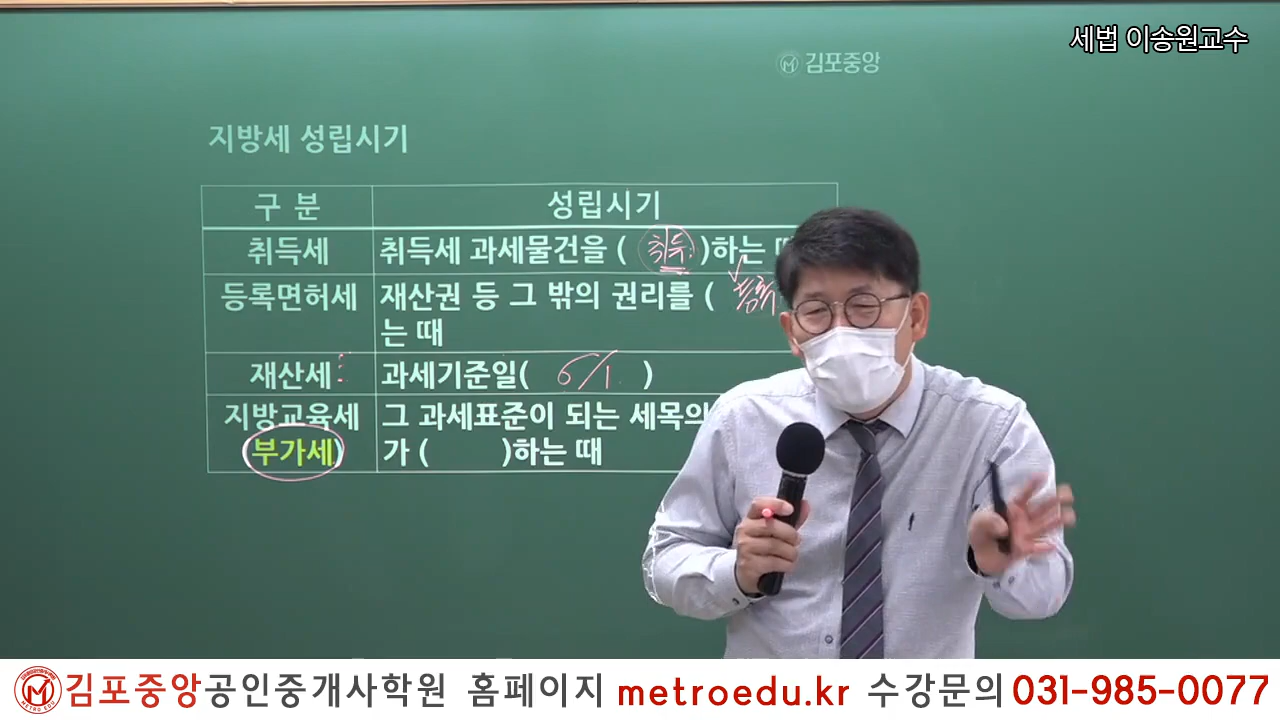 세법 이송원교수
김포중앙
지방세 성립시기
구 분 성립시기
취득세 취득세 과세물건을 ( 취득 )하는
등록면허세 재산권 등 그 밖의 권리를 ( 등록
는 때
재산세 : 과세기준일( 6/1 )
지방교육세 그 과세표준이 되는 세목의
(부가세) 가 ( )하는 때
METRO EDU
김포중앙공인중개사학원 홈페이지 metroedu.kr 수강문의 031-985-0077